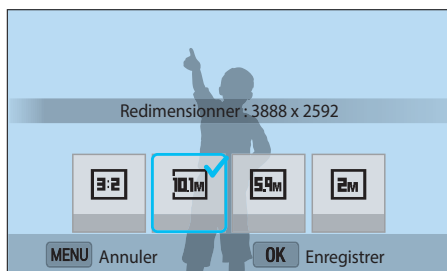 Redimensionner : 3888 x 2592
3:2 10.1M 5.9M 2M
MENU Annuler OK Enregistrer